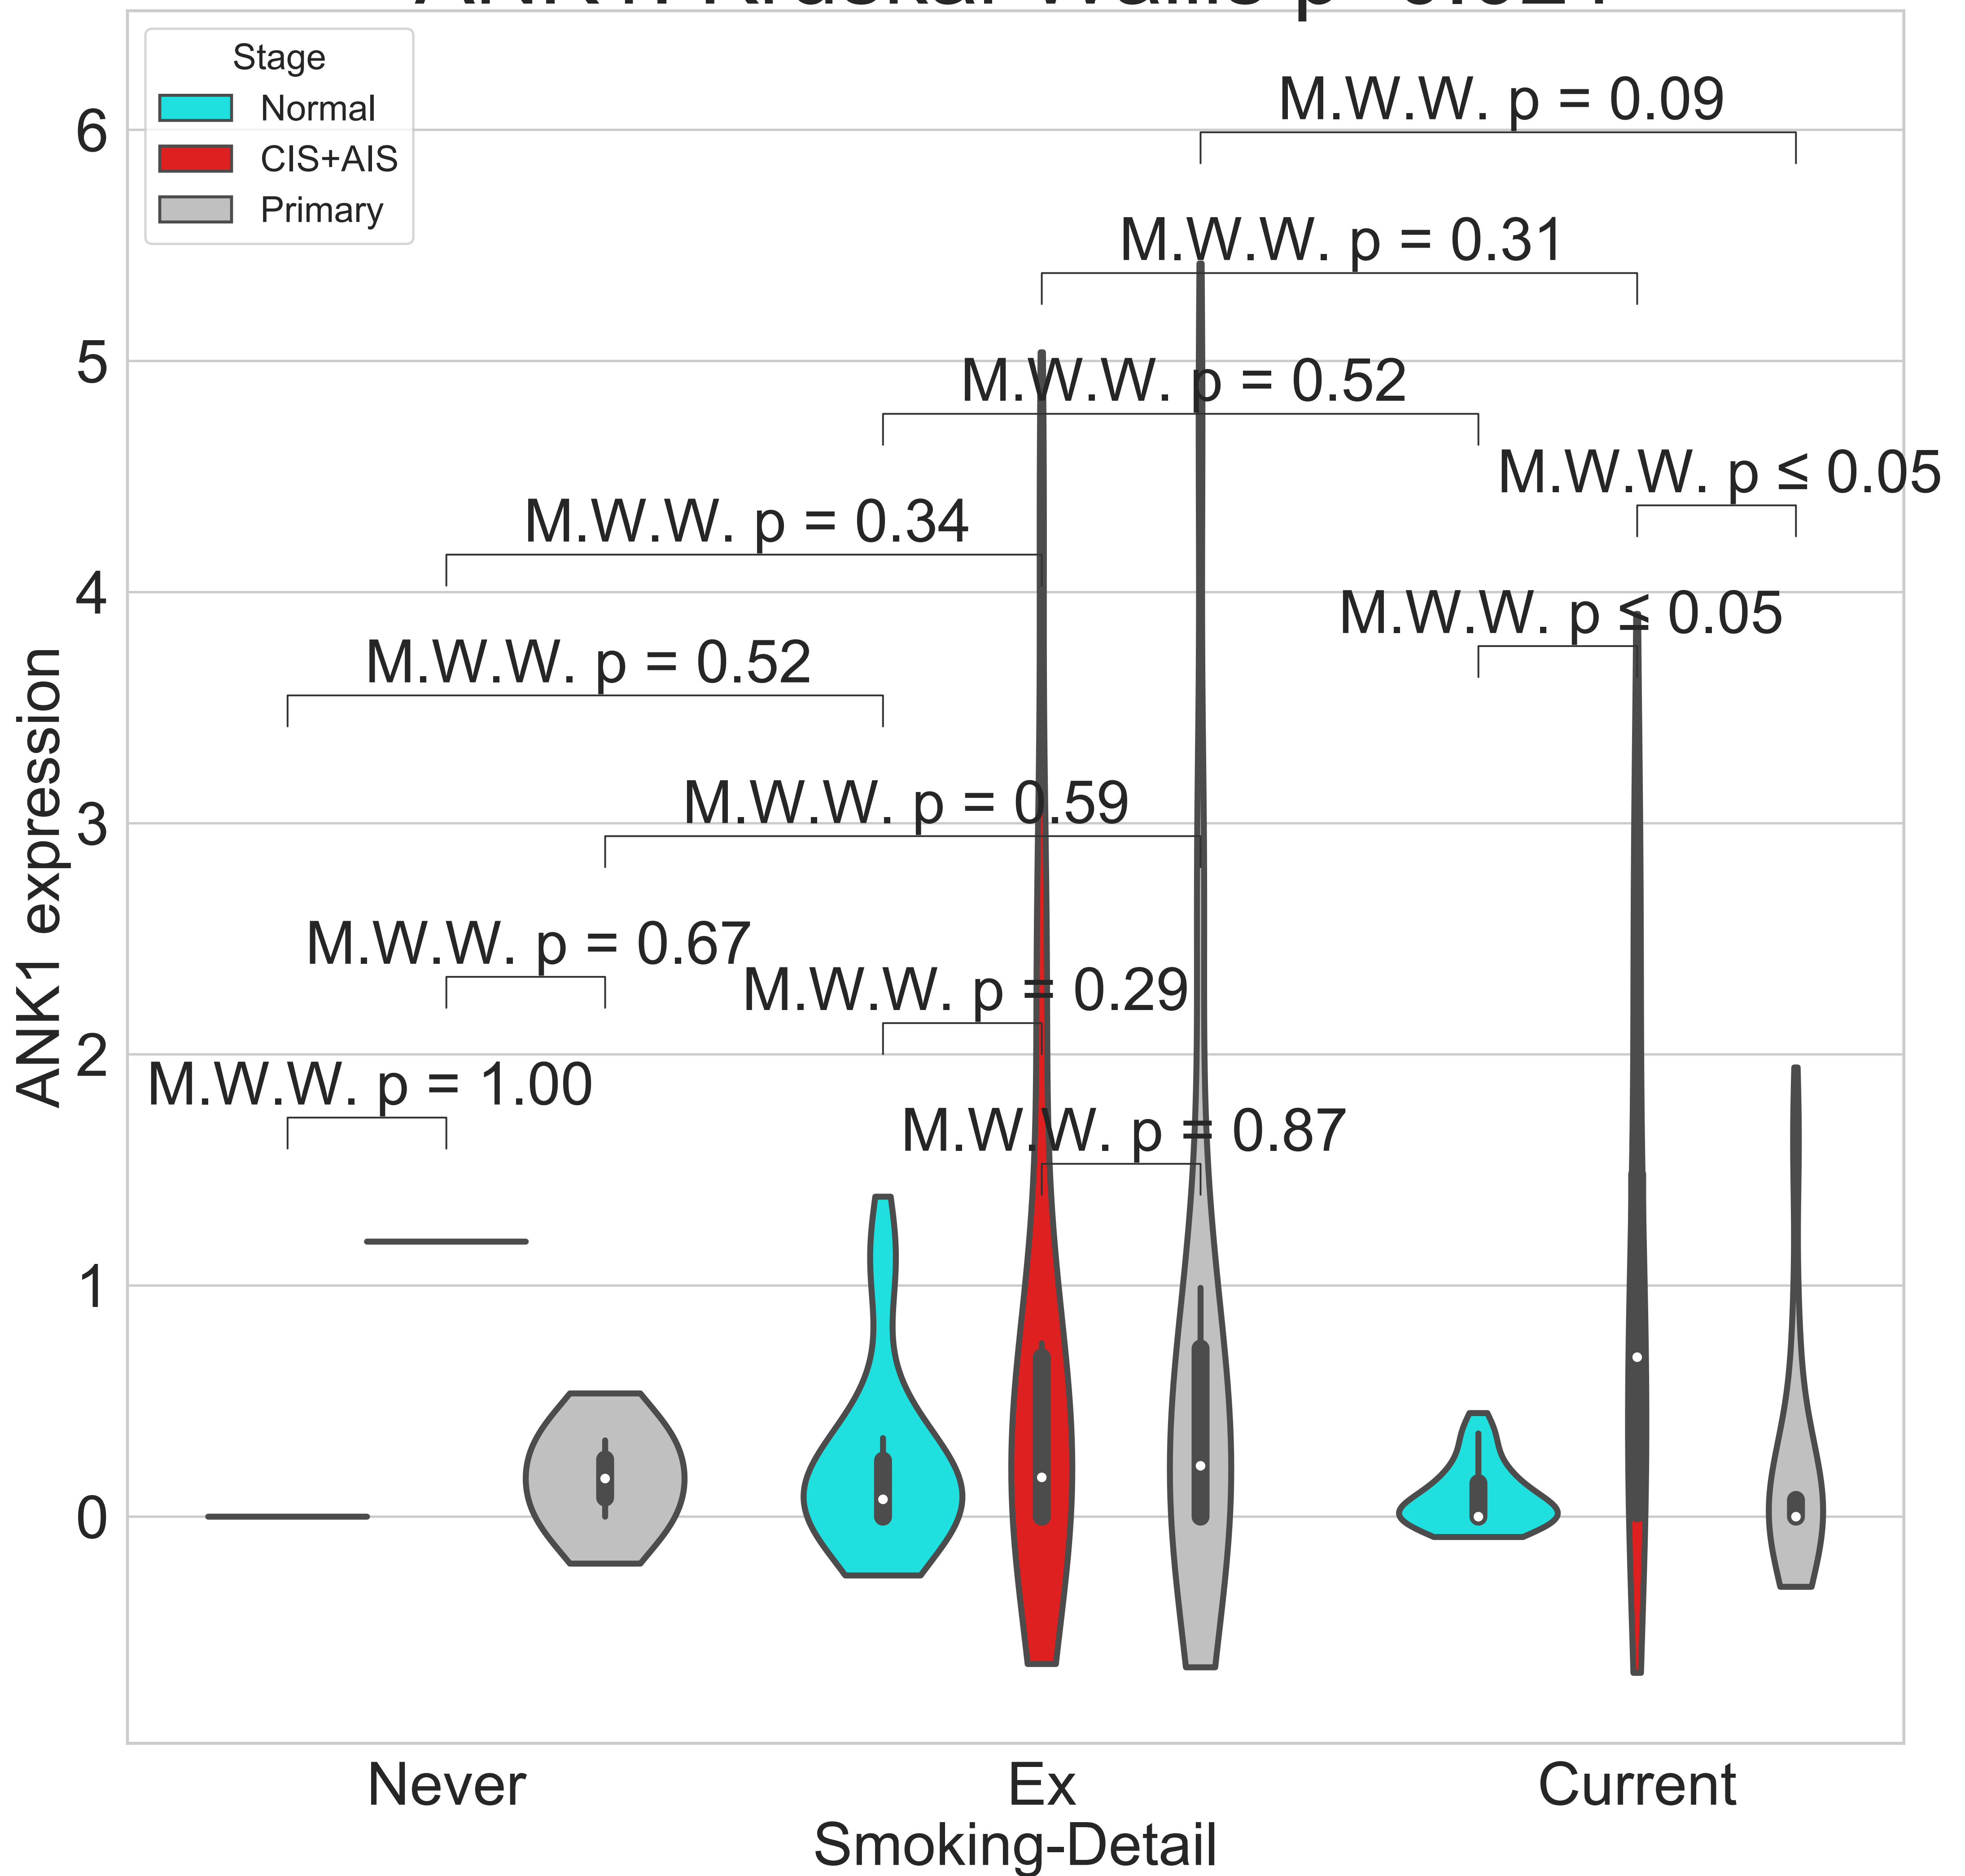 Stage
Normal
CIS+AIS
Primary
M.W.W. p = 0.09
M.W.W. p = 0.31
M.W.W. p = 0.52
M.W.W. p ≤ 0.05
M.W.W. p = 0.34
M.W.W. p ≤ 0.05
M.W.W. p = 0.52
M.W.W. p = 0.59
M.W.W. p = 0.67
M.W.W. p = 0.29
M.W.W. p = 1.00
M.W.W. p = 0.87
6
5
4
3
2
1
0
ANK1 expression
Never
Ex
Current
Smoking-Detail